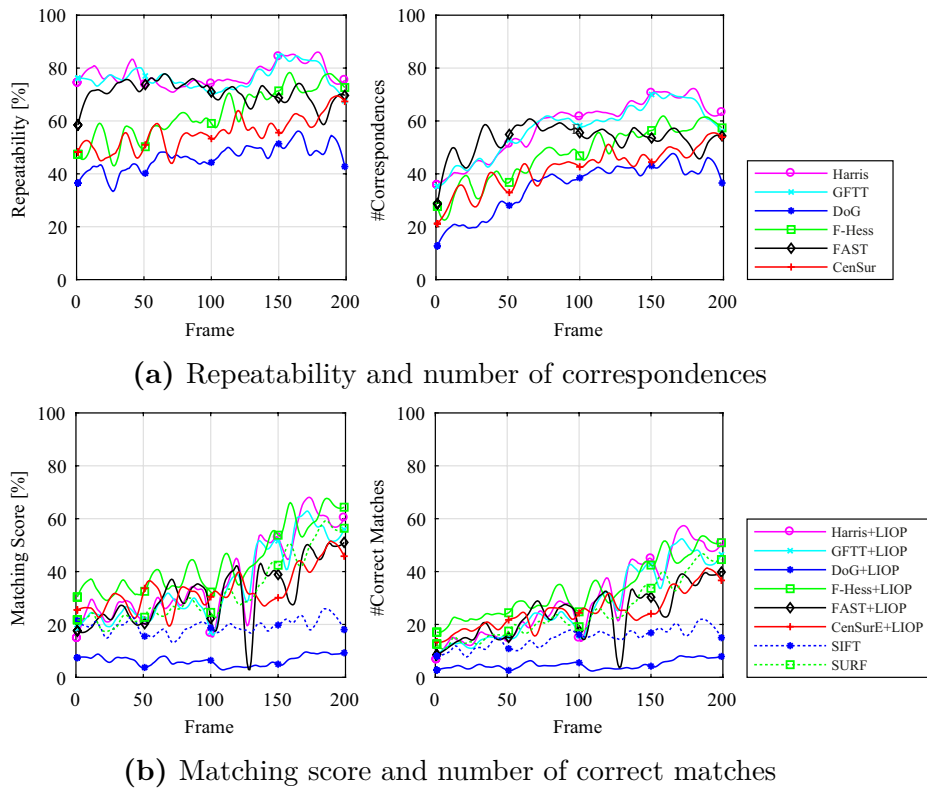 100
80
60
40
20
0
Repeatability [%]
0 50 100 150 200
Frame
100
80
60
40
20
0
#Correspondences
0 50 100 150 200
Frame
Harris
GFTT
DoG
F-Hess
FAST
CenSur
(a) Repeatability and number of correspondences
100
80
60
40
20
0
Matching Score [%]
0 50 100 150 200
Frame
100
80
60
40
20
0
#Correct Matches
0 50 100 150 200
Frame
Harris+LIOP
GFTT+LIOP
DoG+LIOP
F-Hess+LIOP
FAST+LIOP
CenSurE+LIOP
SIFT
SURF
(b) Matching score and number of correct matches